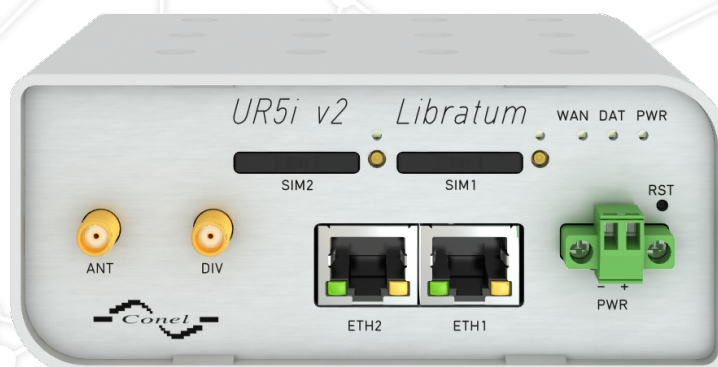 UR5i v2 Libratum
WAN DAT PWR
SIM2 SIM1
RST
ANT DIV
- +
PWR
Conel
ETH2 ETH1